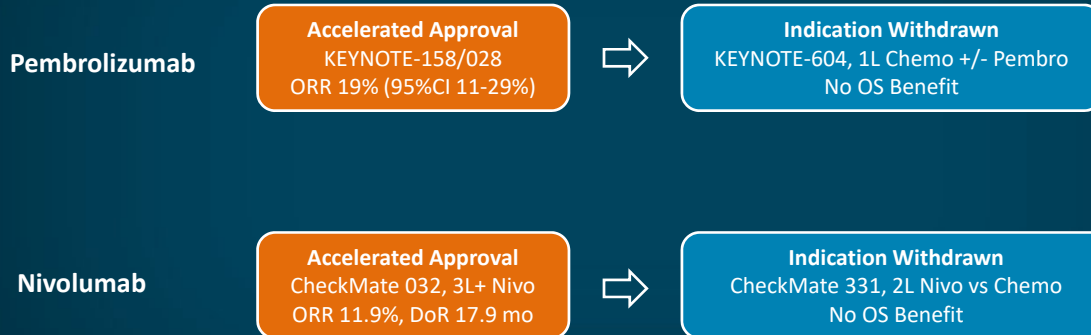 Pembrolizumab
Accelerated Approval
KEYNOTE-158/028
ORR 19% (95%CI 11-29%)
Indication Withdrawn
KEYNOTE-604, 1L Chemo +/- Pembro
No OS Benefit
Nivolumab
Accelerated Approval
CheckMate 032, 3L+ Nivo
ORR 11.9%, DoR 17.9 mo
Indication Withdrawn
CheckMate 331, 2L Nivo vs Chemo
No OS Benefit